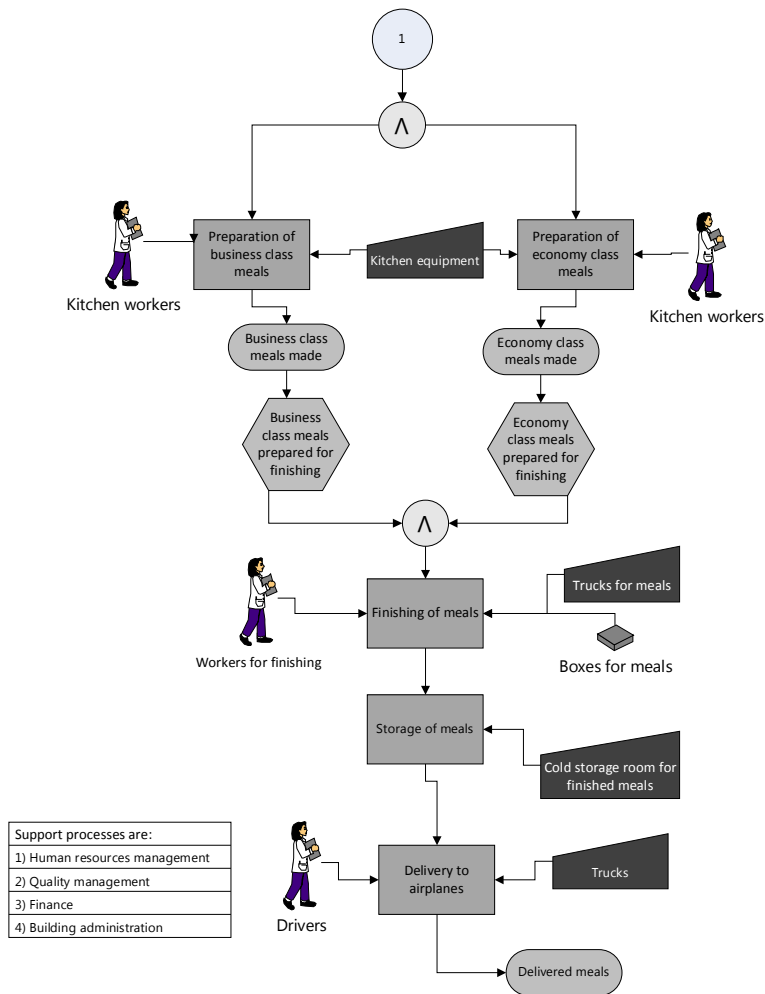 1
Λ
Preparation of
business class
meals
Kitchen equipment
Preparation of
economy class
meals
Kitchen workers
Kitchen workers
Business class
meals made
Economy class
meals made
Business
class meals
prepared for
finishing
Economy
class meals
prepared for
finishing
Λ
Finishing of meals
Trucks for meals
Workers for finishing
Boxes for meals
Storage of meals
Cold storage room for
finished meals
Support processes are:
1) Human resources management
2) Quality management
3) Finance
4) Building administration
Delivery to
airplanes
Trucks
Drivers
Delivered meals